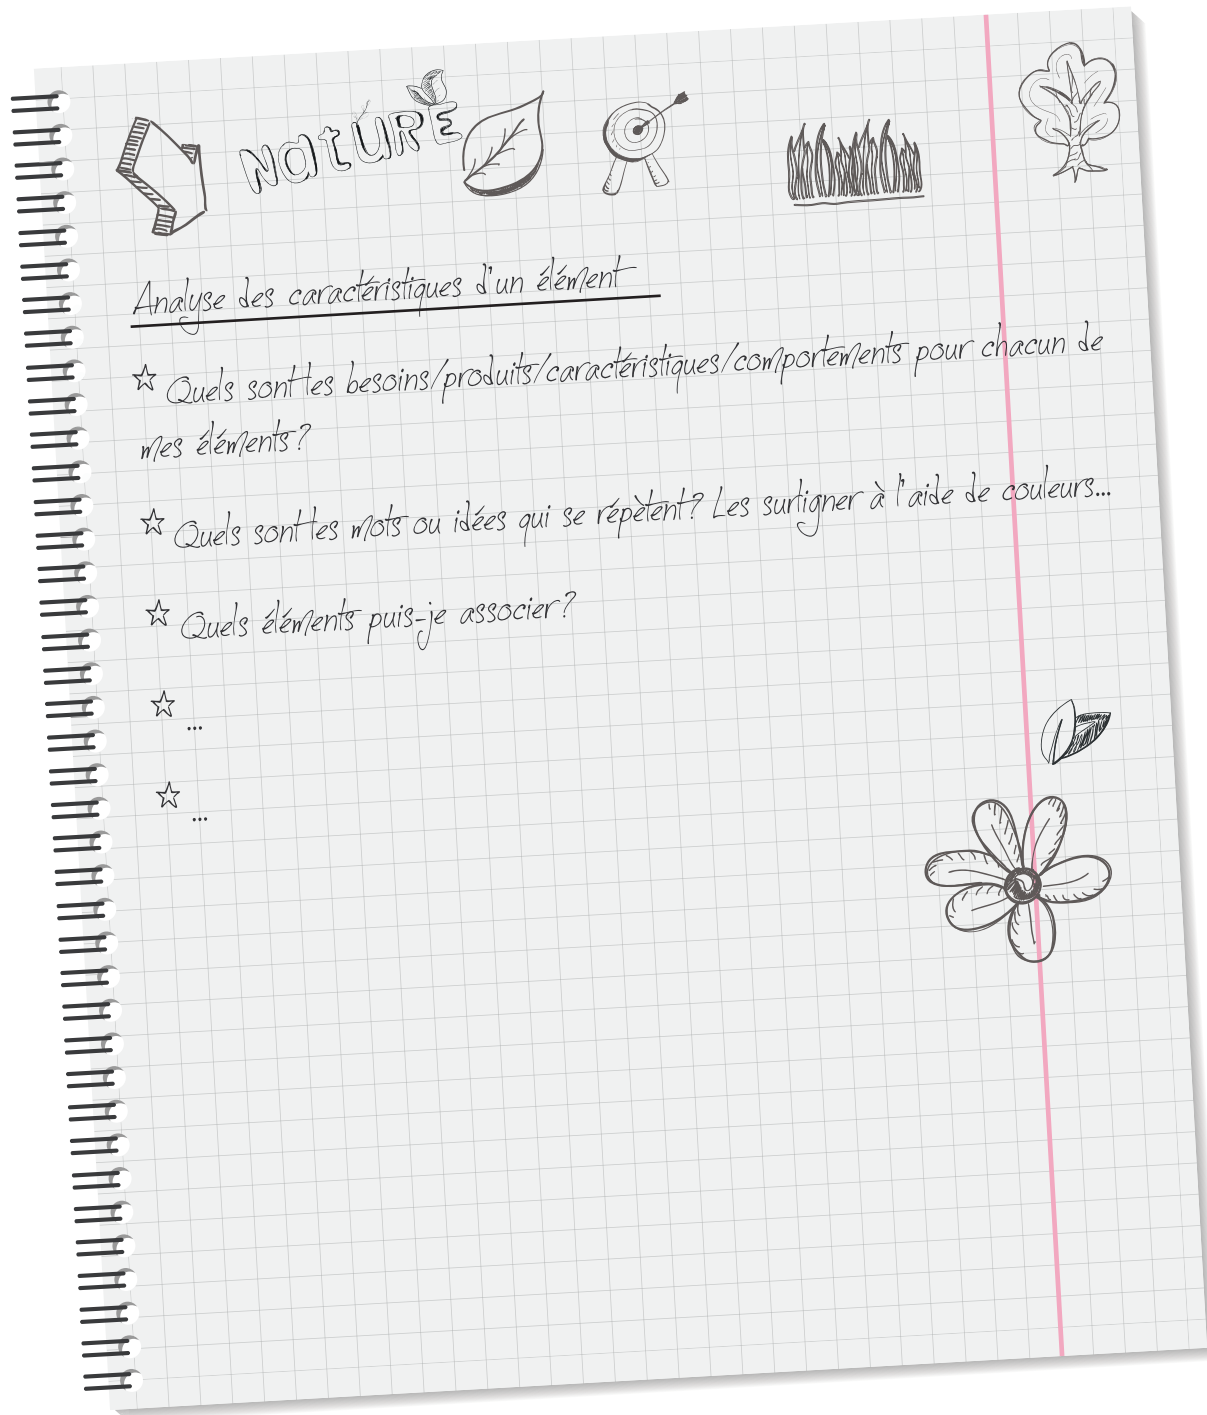 NatURE
Analyse des caractéristiques d'un élément
☆ Quels sont les besoins/produits/caractéristiques/comportements pour chacun de
mes éléments?
☆ Quels sont les mots ou idées qui se répètent? Les surligner à l'aide de couleurs...
☆ Quels éléments puis-je associer?
☆ ...
☆ ...